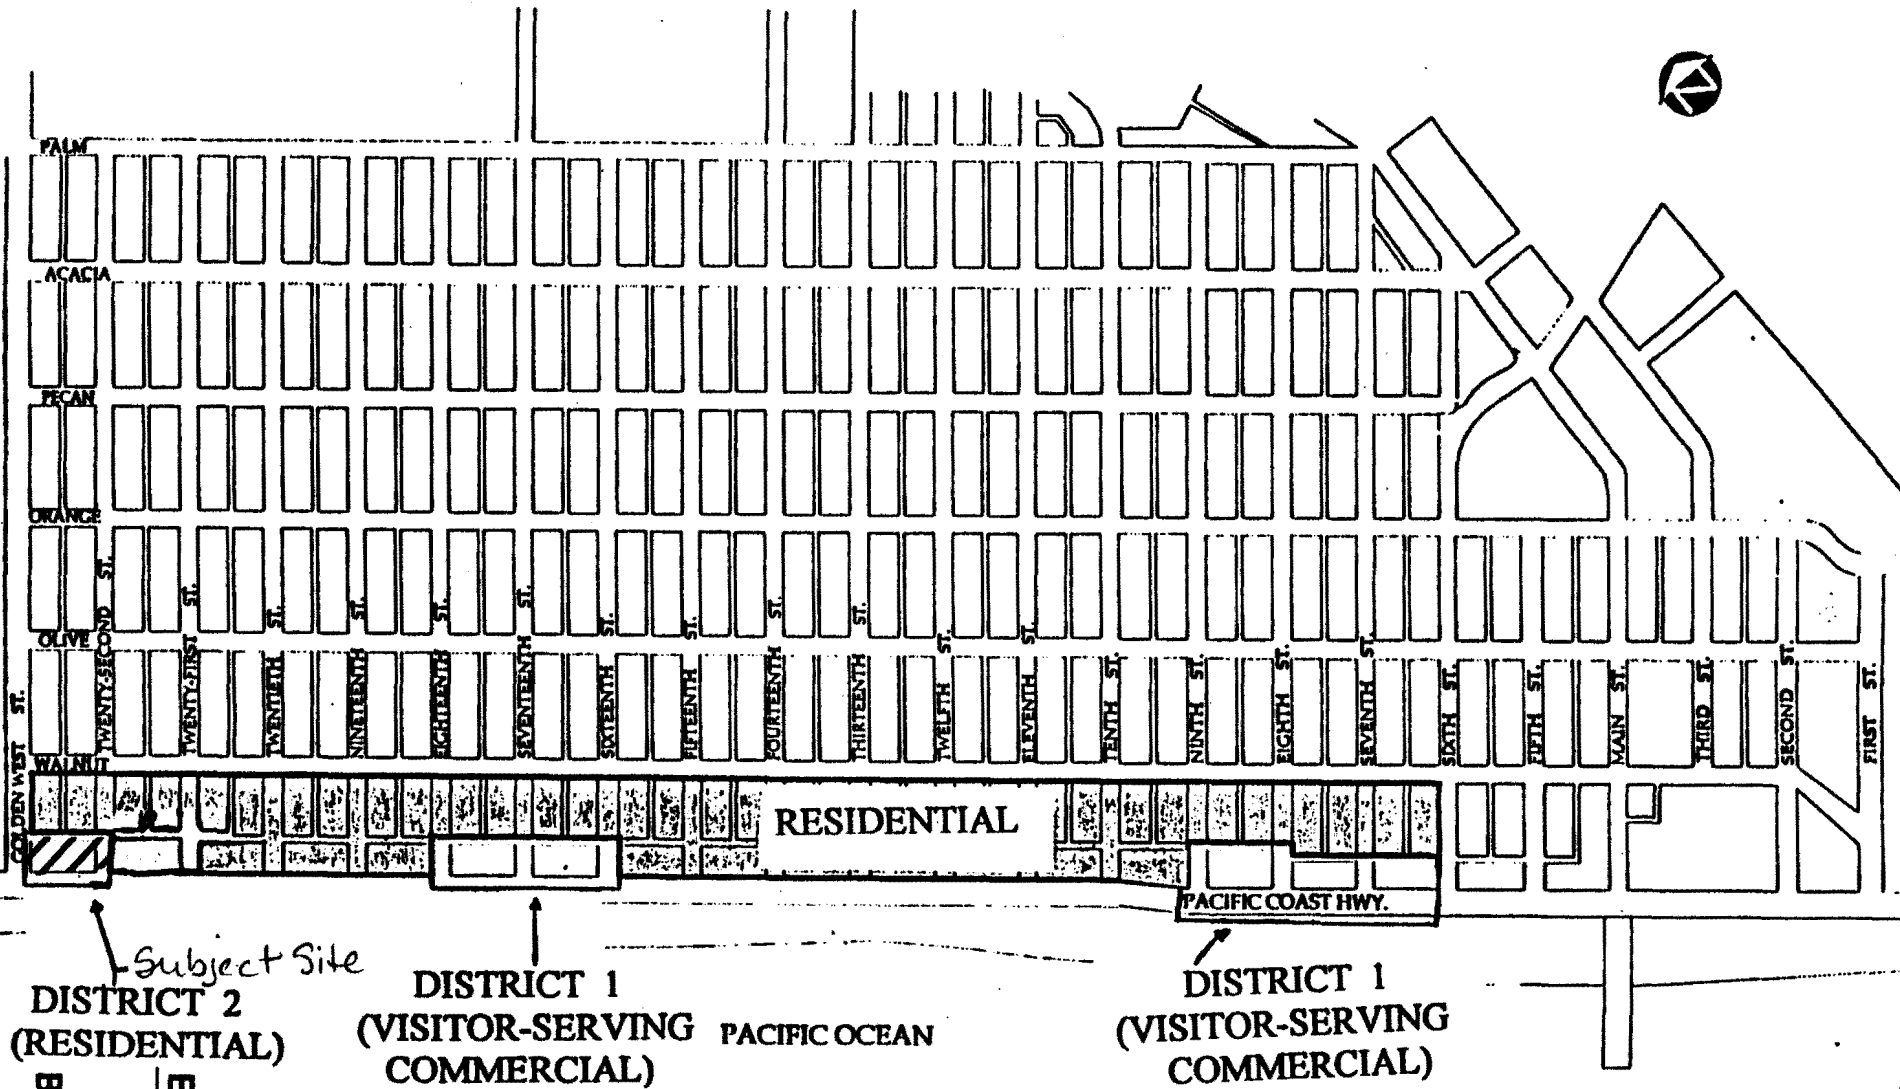 PALM
ACACIA
PECAN
ORANGE
OLIVE
GOLDENWEST ST.
TWENTY-SECOND ST.
TWENTY-FIRST ST.
TWENTIETH ST.
NINETEENTH ST.
EIGHTEENTH ST.
SEVENTEENTH ST.
SIXTEENTH ST.
FIFTEENTH ST.
FOURTEENTH ST.
THIRTEENTH ST.
TWELFTH ST.
ELEVENTH ST.
TENTH ST.
NINTH ST.
EIGHTH ST.
SEVENTH ST.
SIXTH ST.
FIFTH ST.
MAIN ST.
THIRD ST.
SECOND ST.
FIRST ST.
WALNUT
RESIDENTIAL
PACIFIC COAST HWY.
Subject Site
DISTRICT 2
(RESIDENTIAL)
DISTRICT 1
(VISITOR-SERVING
COMMERCIAL)
PACIFIC OCEAN
DISTRICT 1
(VISITOR-SERVING
COMMERCIAL)